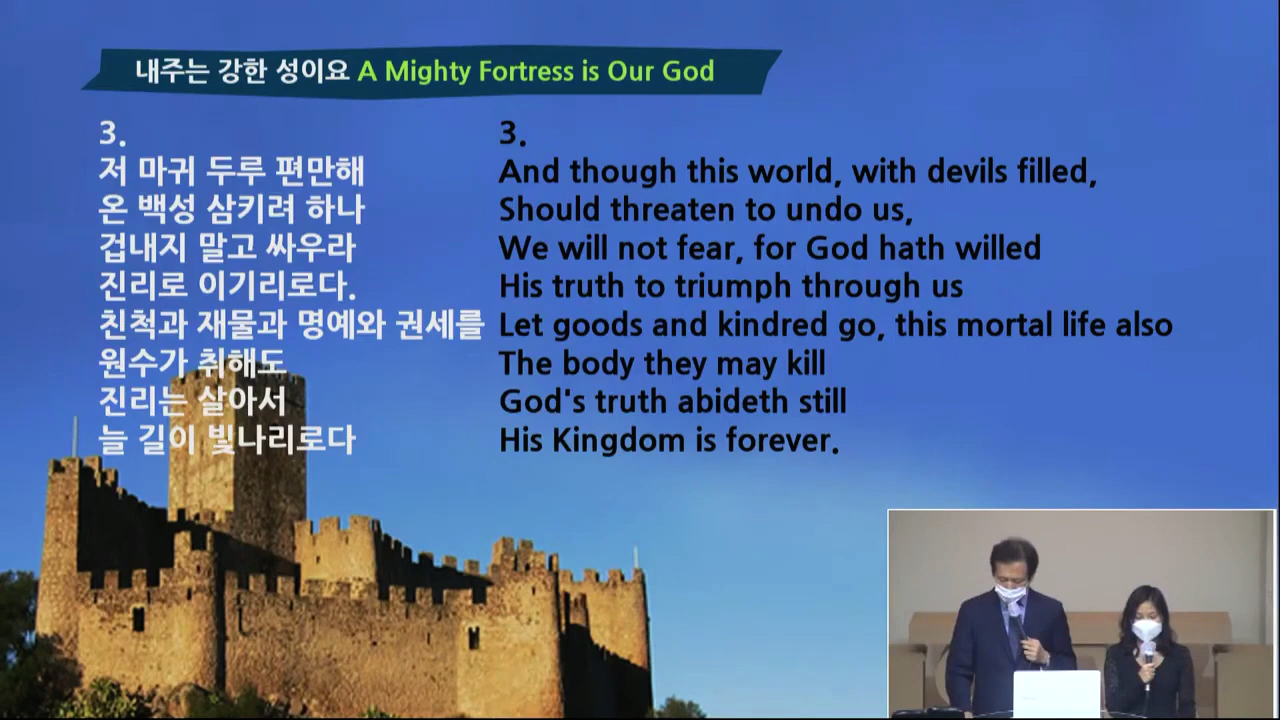 내주는 강한 성이요 A Mighty Fortress is Our God
3.
저 마귀 두루 편만해
온 백성 삼키려 하나
겁내지 말고 싸우라
진리로 이기리로다.
친척과 재물과 명예와 권세를
원수가 취해도
진리는 살아서
늘 길이 빛나리로다
3.
And though this world, with devils filled,
Should threaten to undo us,
We will not fear, for God hath willed
His truth to triumph through us
Let goods and kindred go, this mortal life also
The body they may kill
God's truth abideth still
His Kingdom is forever.